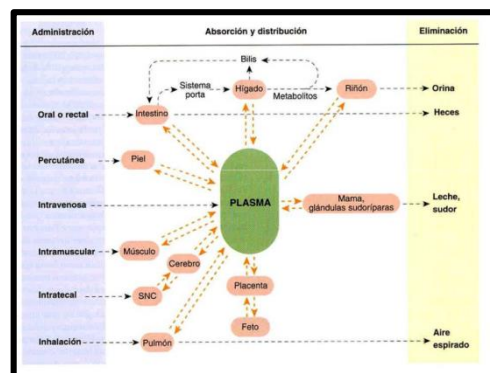 Administración
Absorción y distribución
Eliminación
Bilis
Sistema
porta
Hígado
Metabolitos
Riñón
Orina
Oral o rectal
Intestino
Heces
Percutánea
Piel
Intravenosa
PLASMA
Mama,
glándulas sudoríparas
Leche,
sudor
Intramuscular
Músculo
Cerebro
Intratecal
SNC
Placenta
Feto
Inhalación
Pulmón
Aire
espirado